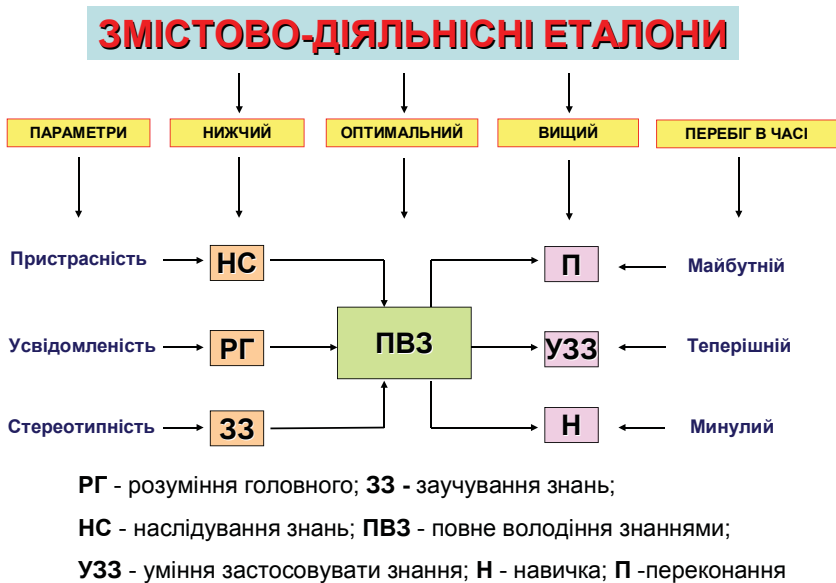 ЗМІСТОВО-ДІЯЛЬНІСНІ ЕТАЛОНИ
ПАРАМЕТРИ НИЖЧИЙ ОПТИМАЛЬНИЙ ВИЩИЙ ПЕРЕБІГ В ЧАСІ
Пристрасність НС П Майбутній
Усвідомленість РГ ПВЗ УЗЗ Теперішній
Стереотипність ЗЗ Н Минулий
РГ - розуміння головного; ЗЗ - заучування знань;
НС - наслідування знань; ПВЗ - повне володіння знаннями;
УЗЗ - уміння застосовувати знання; Н - навичка; П -переконання